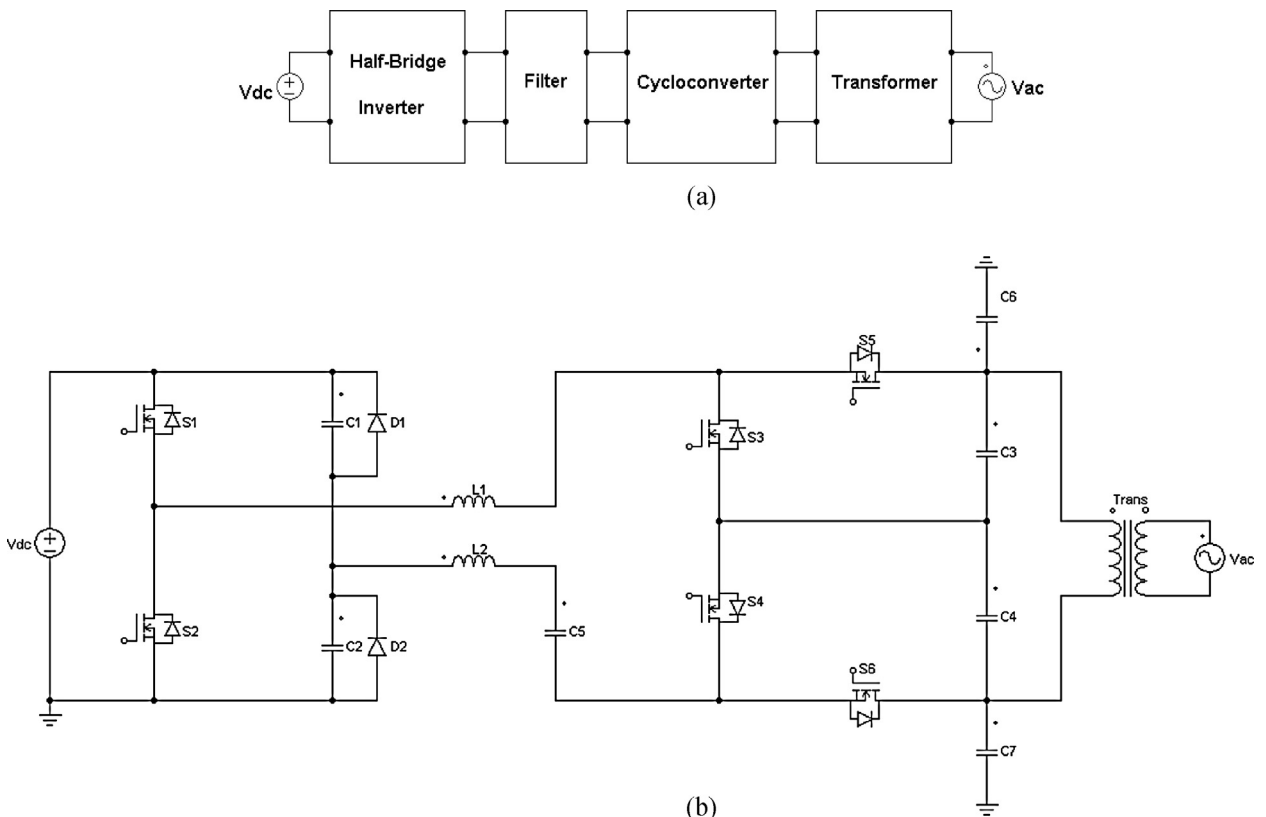 Half-Bridge
Inverter
Filter
Cycloconverter
Transformer
Vdc
Vac
(a)
C6
S5
S1
C1
D1
S3
C3
L1
Trans
Vdc
L2
Vac
S4
C4
S2
C2
D2
C5
S6
C7
(b)